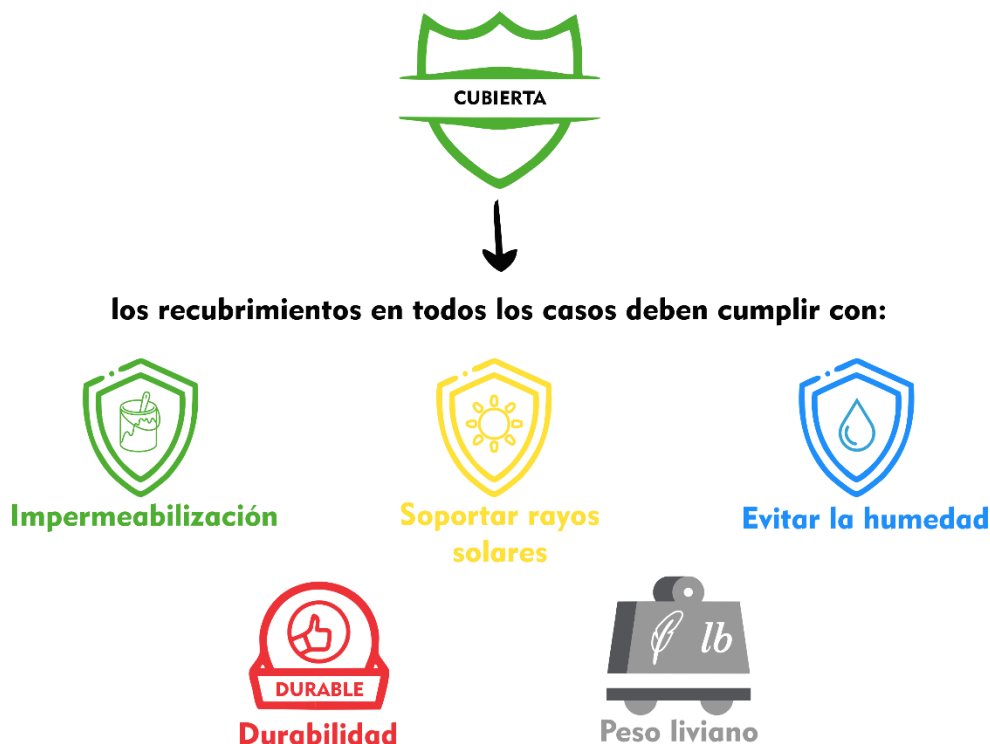 CUBIERTA
los recubrimientos en todos los casos deben cumplir con:
Impermeabilización
Soportar rayos
solares
Evitar la humedad
DURABLE
Durabilidad
lb
Peso liviano